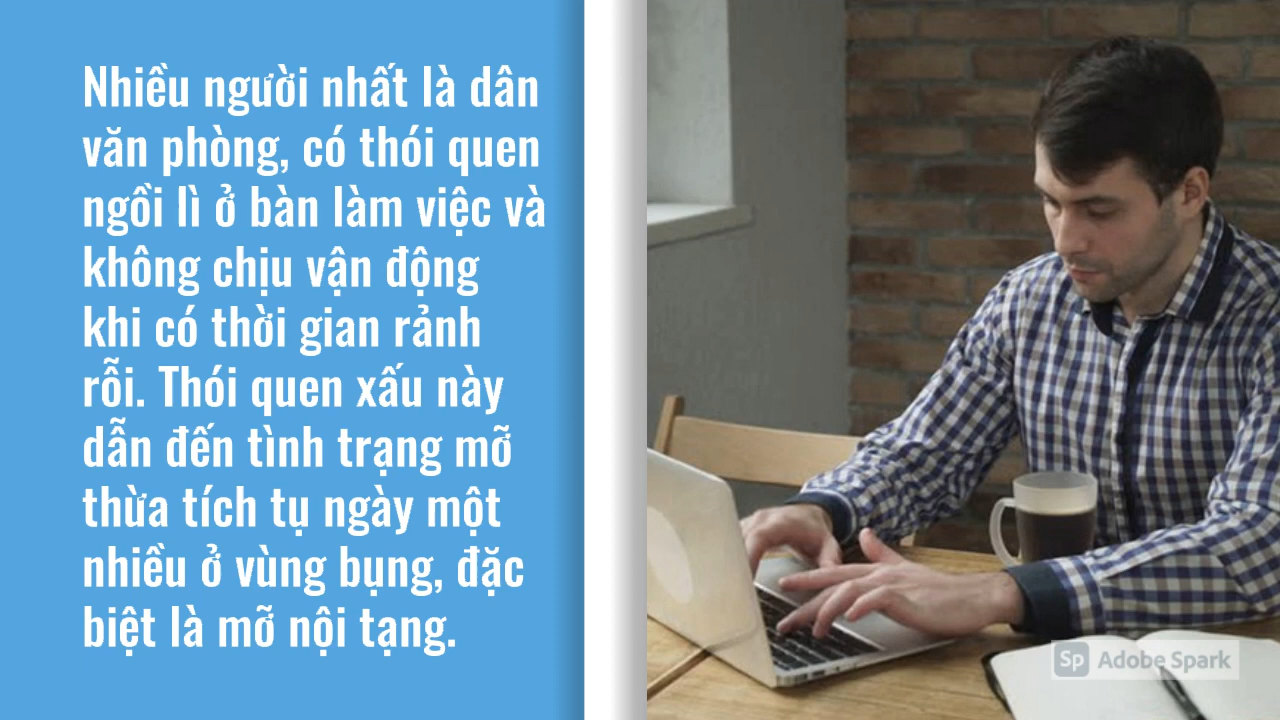 Nhiều người nhất là dân
văn phòng, có thói quen
ngồi lì ở bàn làm việc và
không chịu vận động
khi có thời gian rảnh
rỗi. Thói quen xấu này
dẫn đến tình trạng mỡ
thừa tích tụ ngày một
nhiều ở vùng bụng, đặc
biệt là mỡ nội tạng.
Sp Adobe Spark